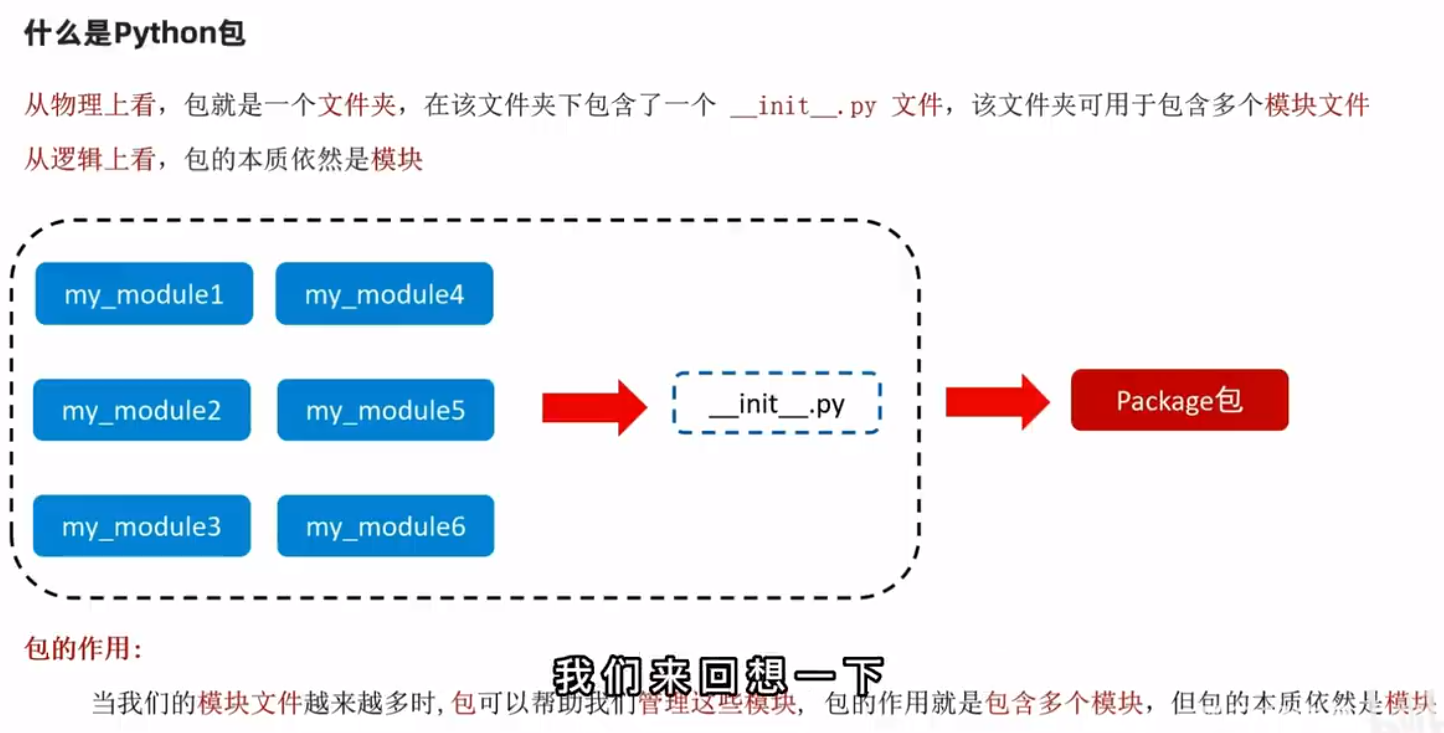 什么是Python包
从物理上看，包就是一个文件夹，在该文件夹下包含了一个 __init__.py 文件，该文件夹可用于包含多个模块文件
从逻辑上看，包的本质依然是模块
my_module1 my_module4
my_module2 my_module5 __init__.py Package包
my_module3 my_module6
包的作用:
我们来回想一下
当我们的模块文件越来越多时,包可以帮助我们管理这些模块, 包的作用就是包含多个模块，但包的本质依然是模块